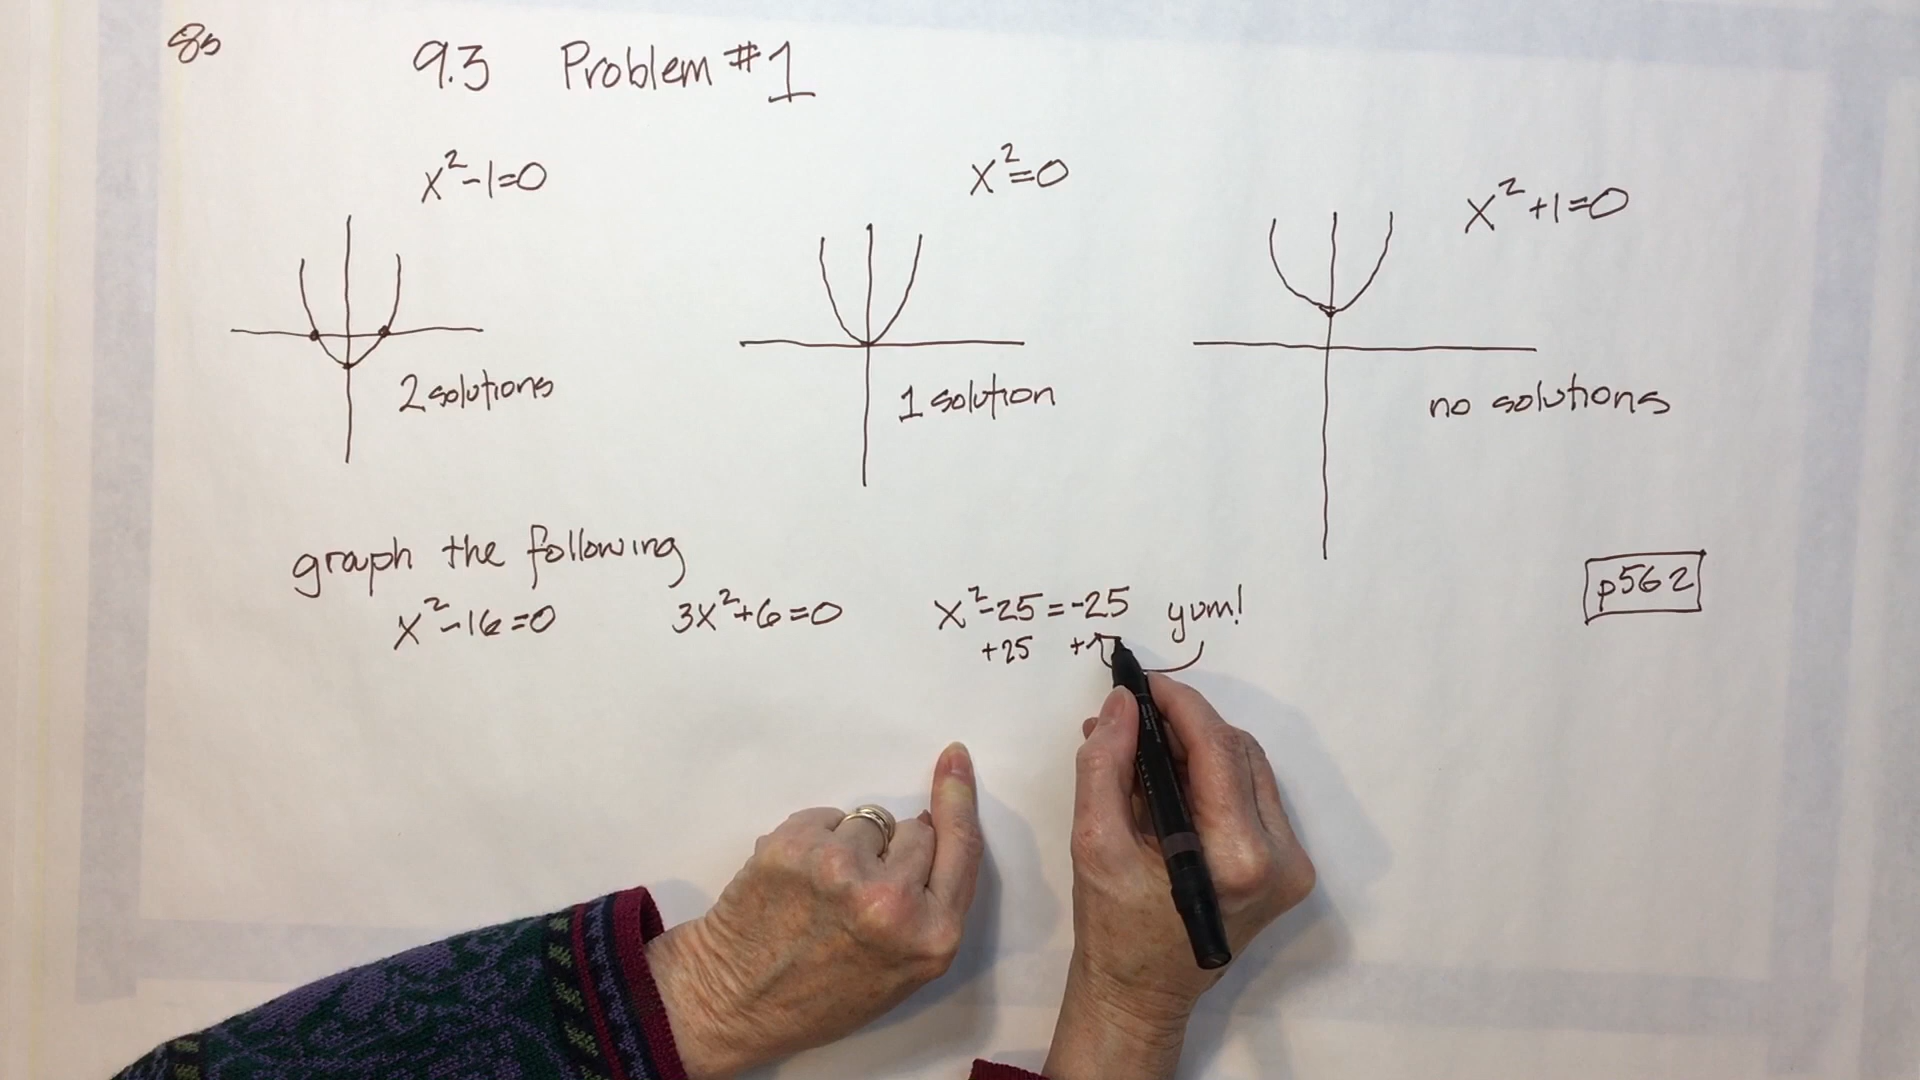 9.3 Problem #1
x²-1=0
x²=0
x²+1=0
2 solutions
1 solution
no solutions
graph the following
x²-16=0
3x²+6=0
x²-25=-25 yum!
+25 +
p562